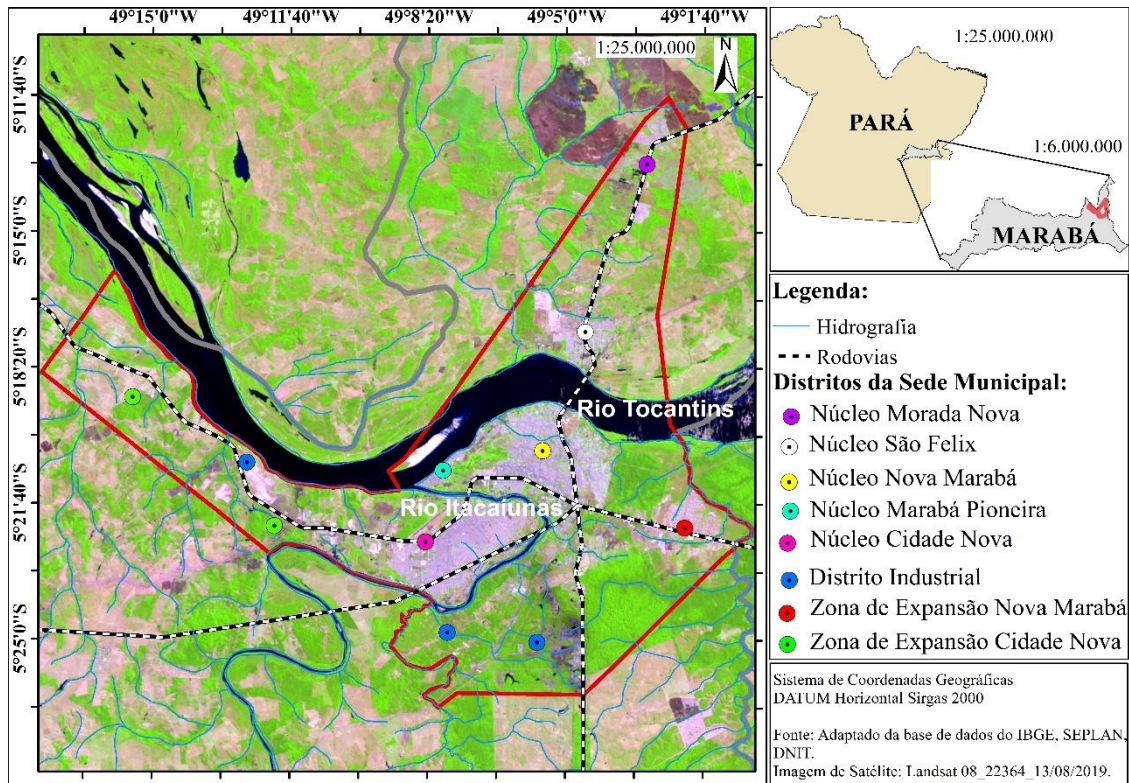 49°15'0"W 49°11'40"W 49°8'20"W 49°5'0"W 49°1'40"W
1:25.000.000
N
5°11'40"S
5°15'0"S
5°18'20"S
5°21'40"S
5°25'0"S
Rio Tocantins
Rio Itacaiunas
1:25.000.000
PARÁ
1:6.000.000
MARABÁ
Legenda:
Hidrografia
Rodovias
Distritos da Sede Municipal:
Núcleo Morada Nova
Núcleo São Felix
Núcleo Nova Marabá
Núcleo Marabá Pioneira
Núcleo Cidade Nova
Distrito Industrial
Zona de Expansão Nova Marabá
Zona de Expansão Cidade Nova
Sistema de Coordenadas Geográficas
DATUM Horizontal Sirgas 2000
Fonte: Adaptado da base de dados do IBGE, SEPLAN,
DNIT.
Imagem de Satélite: Landsat 08_22364_13/08/2019.